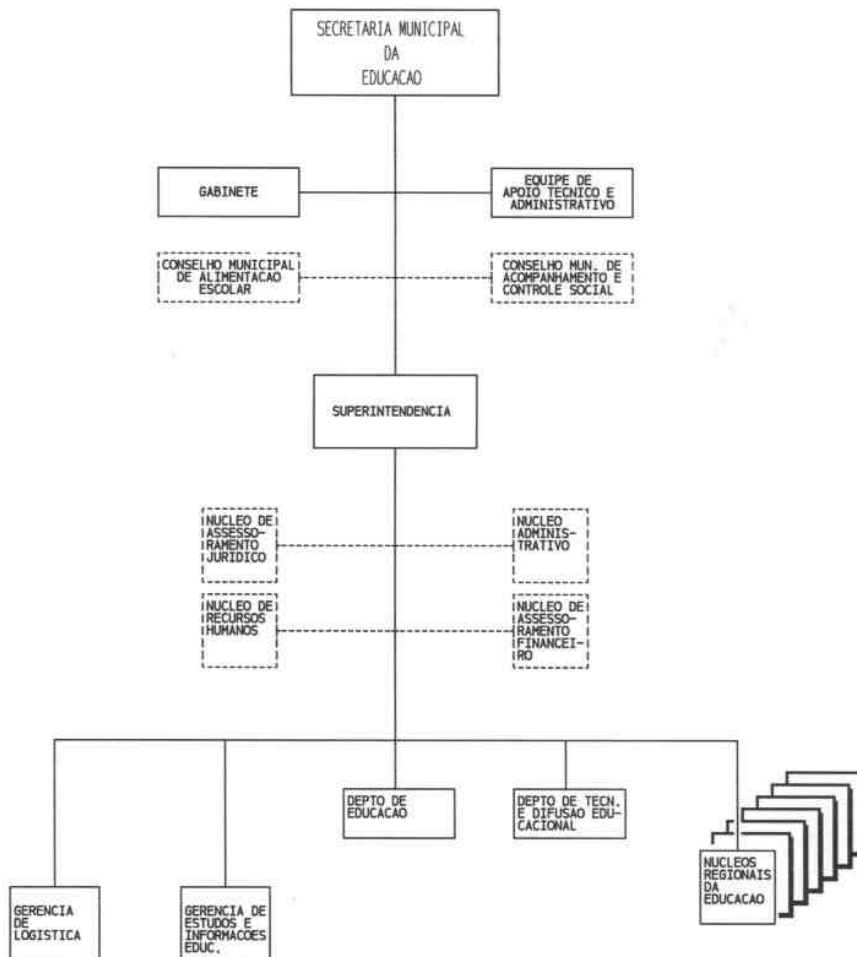 SECRETARIA MUNICIPAL
DA
EDUCACAO
GABINETE
EQUIPE DE
APOIO TECNICO E
ADMINISTRATIVO
CONSELHO MUNICIPAL
DE ALIMENTACAO
ESCOLAR
CONSELHO MUN. DE
ACOMPANHAMENTO E
CONTROLE SOCIAL
SUPERINTENDENCIA
NUCLEO DE
ASSESSO-
RAMENTO
JURIDICO
NUCLEO
ADMINIS-
TRATIVO
NUCLEO DE
RECURSOS
HUMANOS
NUCLEO DE
ASSESSO-
RAMENTO
FINANCEI-
RO
DEPTO DE
EDUCACAO
DEPTO DE TECN.
E DIFUSAO EDU-
CACIONAL
NUCLEOS
REGIONAIS
DA
EDUCACAO
GERENCIA
DE
LOGISTICA
GERENCIA DE
ESTUDOS E
INFORMACOES
EDUC.